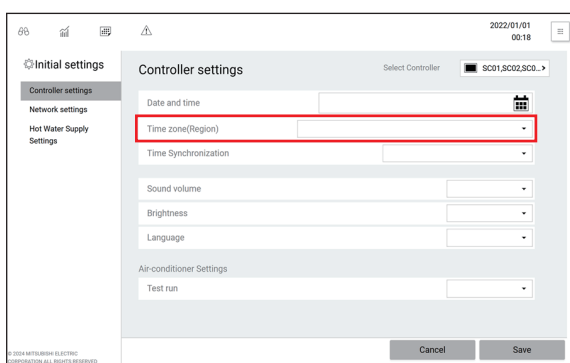 2022/01/01
00:18
Initial settings
Controller settings
Network settings
Hot Water Supply
Settings
Controller settings
Select Controller
SC01,SC02,SC0...>
Date and time
Time zone(Region)
Time Synchronization
Sound volume
Brightness
Language
Air-conditioner Settings
Test run
Cancel
Save
© 2024 MITSUBISHI ELECTRIC
CORPORATION ALL RIGHTS RESERVED